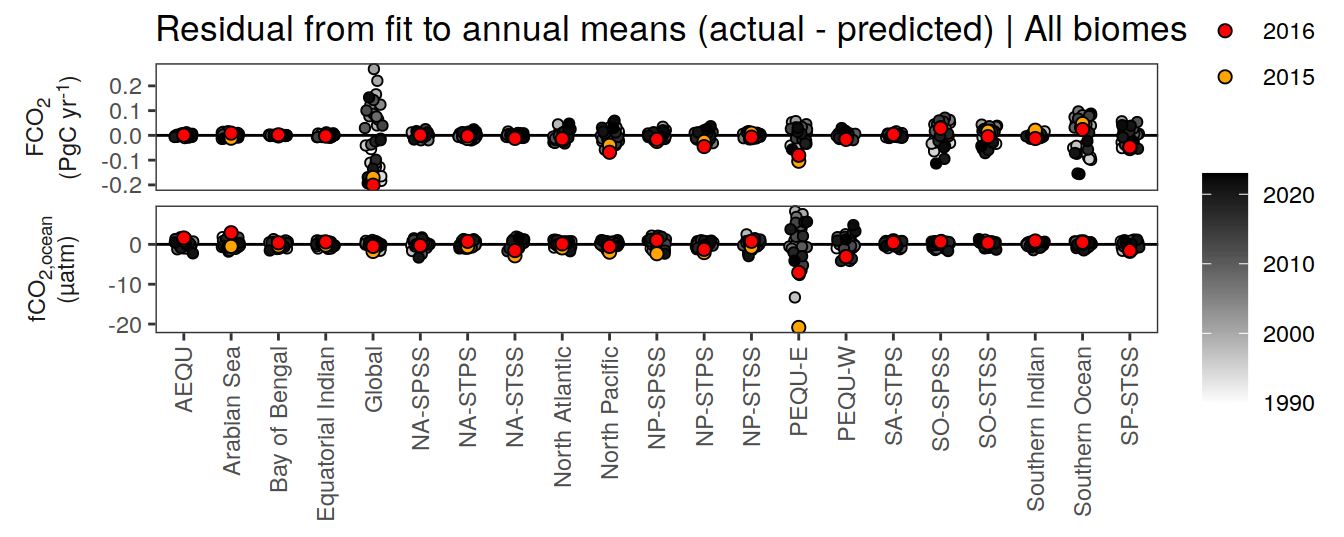 Residual from fit to annual means (actual - predicted) | All biomes
2016
2015
FCO₂
(PgC yr⁻¹)
0.2
0.1
0.0
-0.1
-0.2
fCO₂,ocean
(µatm)
0
-10
-20
2020
2010
2000
1990
AEQU
Arabian Sea
Bay of Bengal
Equatorial Indian
Global
NA-SPSS
NA-STPS
NA-STSS
North Atlantic
North Pacific
NP-SPSS
NP-STPS
NP-STSS
PEQU-E
PEQU-W
SA-STPS
SO-SPSS
SO-STSS
Southern Indian
Southern Ocean
SP-STSS